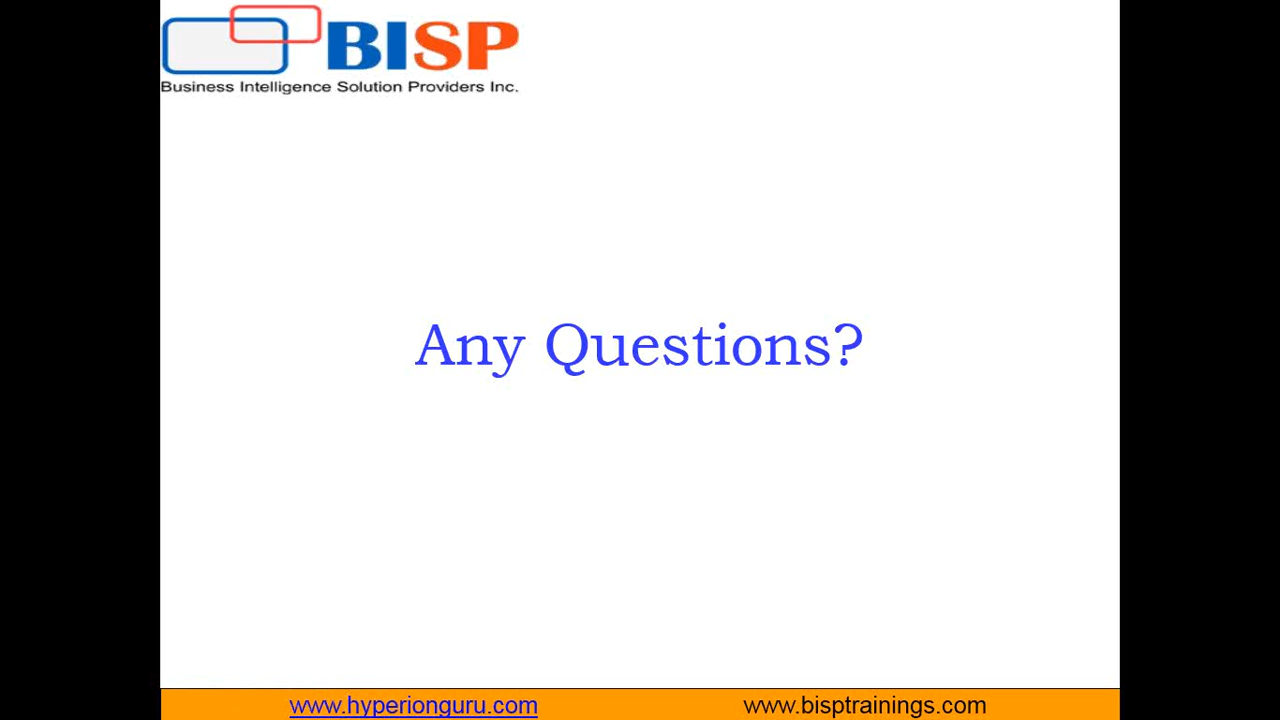 BISP
Business Intelligence Solution Providers Inc.
Any Questions?
www.hyperionguru.com www.bisptrainings.com